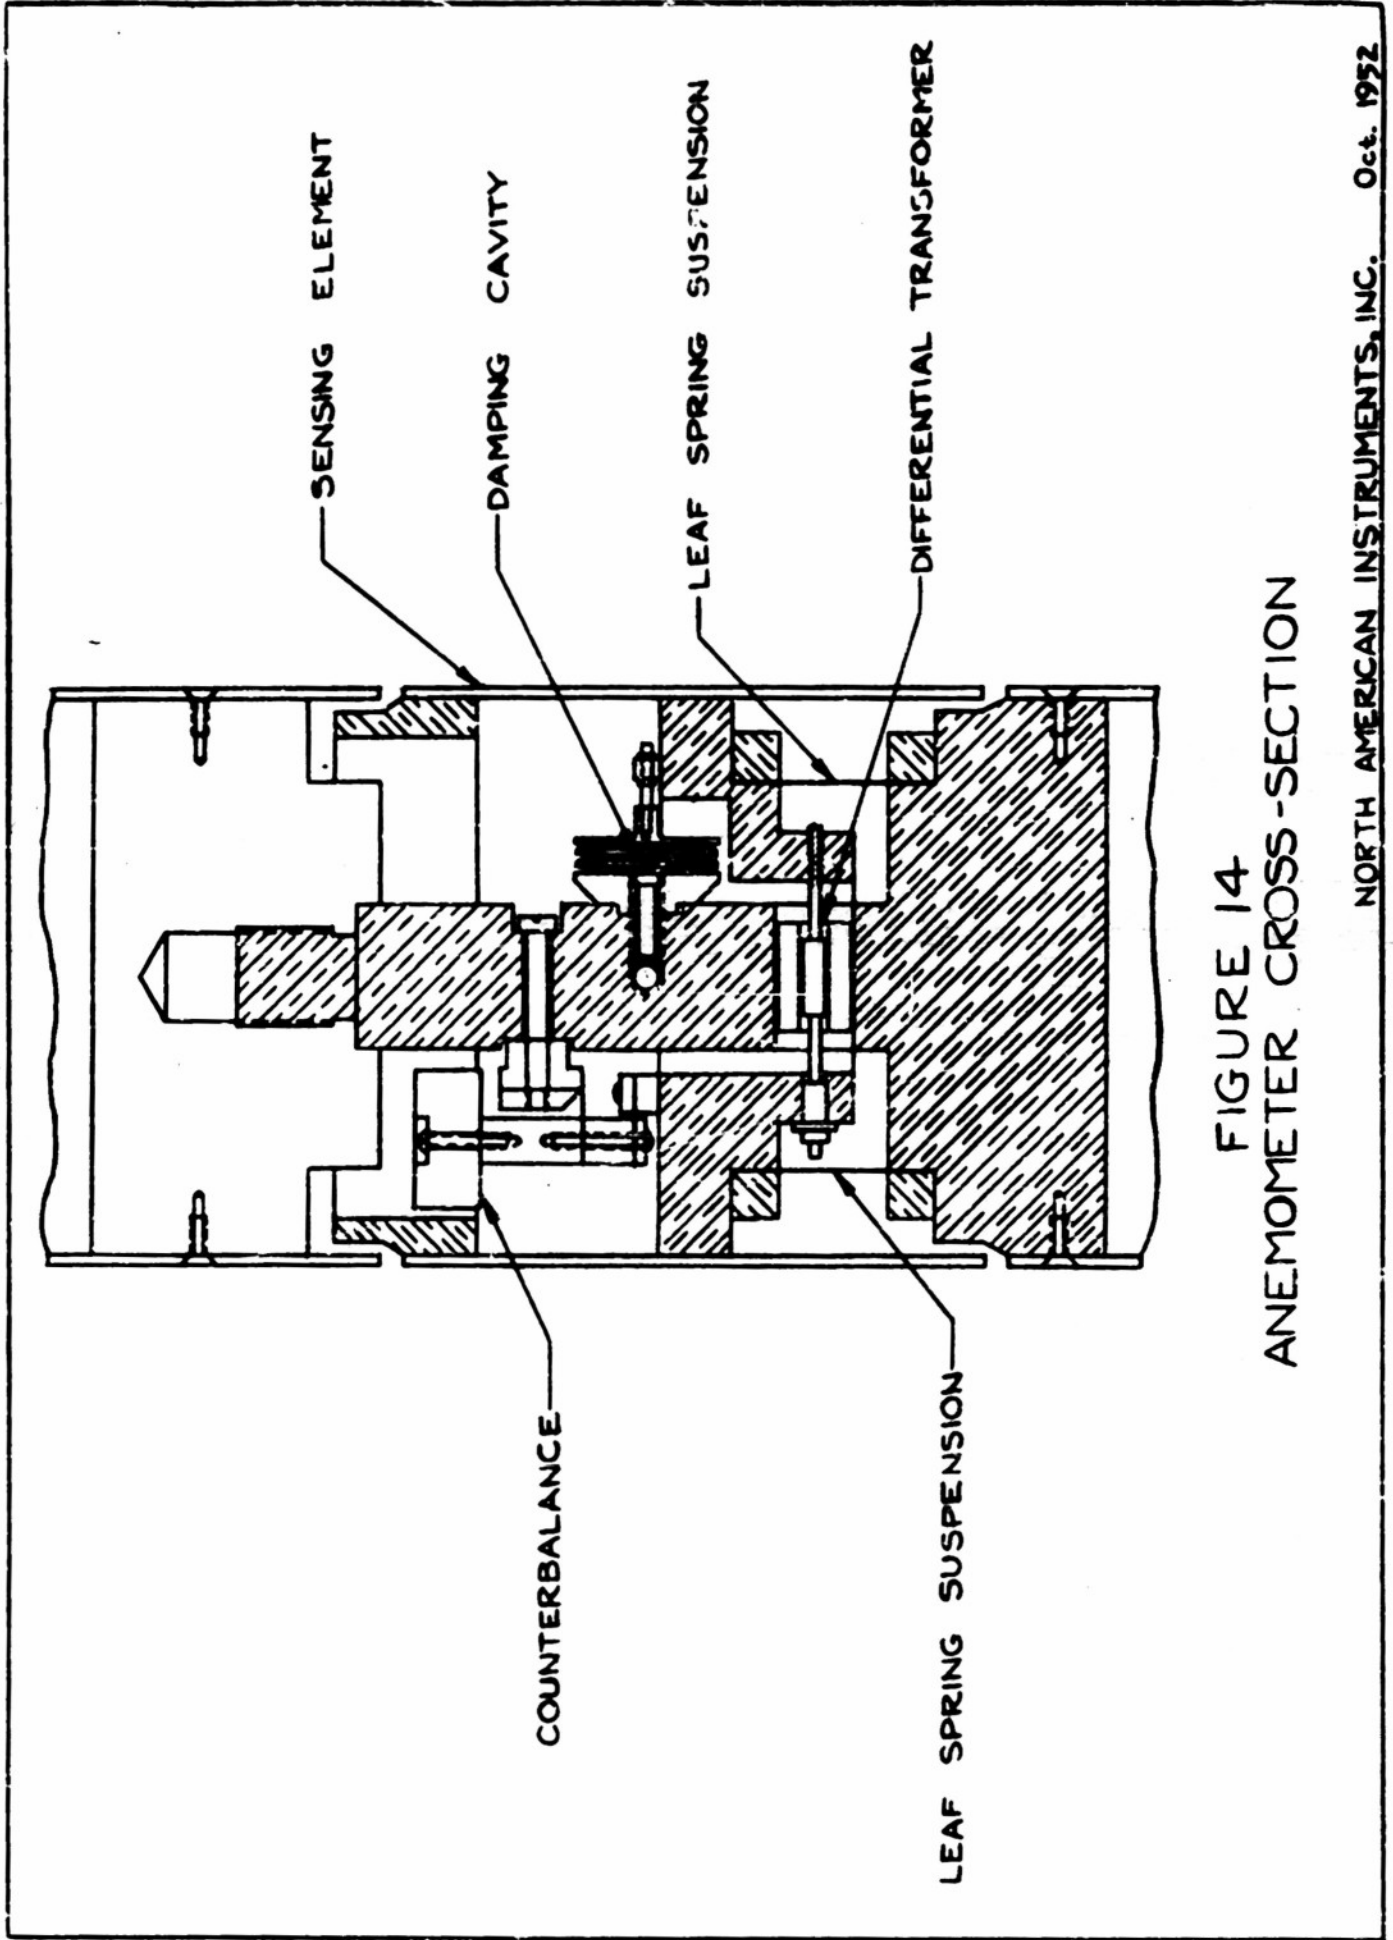 SENSING ELEMENT
DAMPING CAVITY
LEAF SPRING SUSPENSION
DIFFERENTIAL TRANSFORMER
COUNTERBALANCE
LEAF SPRING SUSPENSION
FIGURE 14
ANEMOMETER CROSS-SECTION
NORTH AMERICAN INSTRUMENTS, INC. Oct. 1952